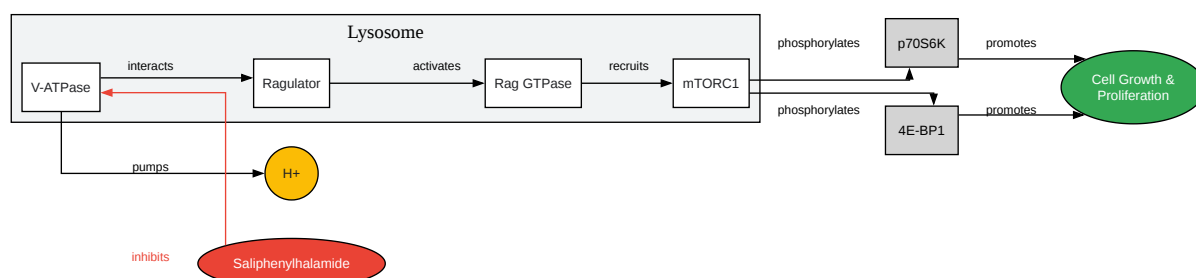 Lysosome
V-ATPase
interacts
Ragulator
activates
Rag GTPase
recruits
mTORC1
phosphorylates
p70S6K
promotes
phosphorylates
4E-BP1
promotes
Cell Growth &
Proliferation
pumps
H+
inhibits
Saliphenylhalamide